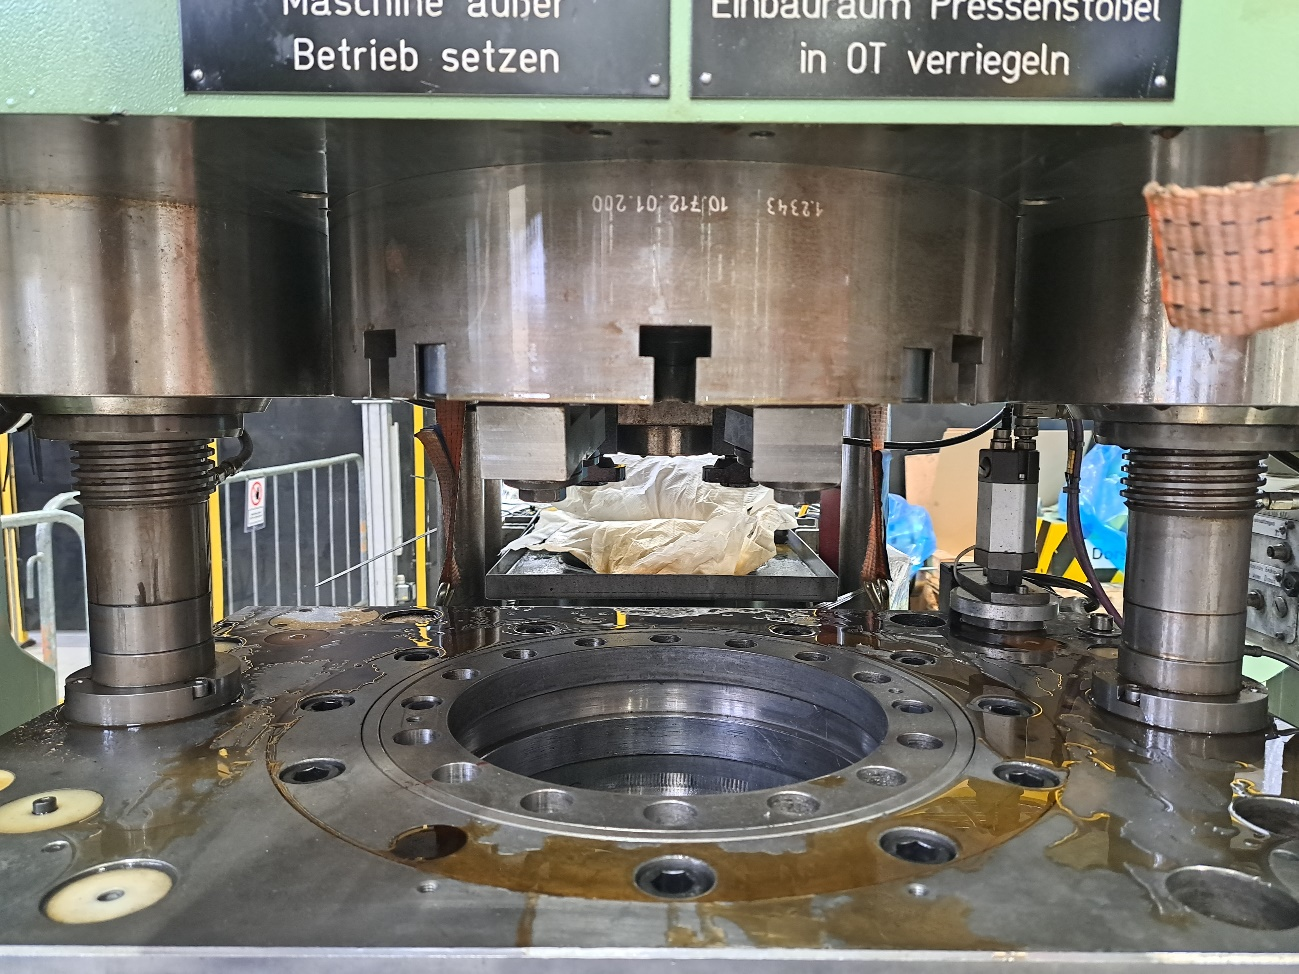 Maschine außer
Betrieb setzen
Einbauraum Pressenstößel
in OT verriegeln
1.2343 10.712.01.200